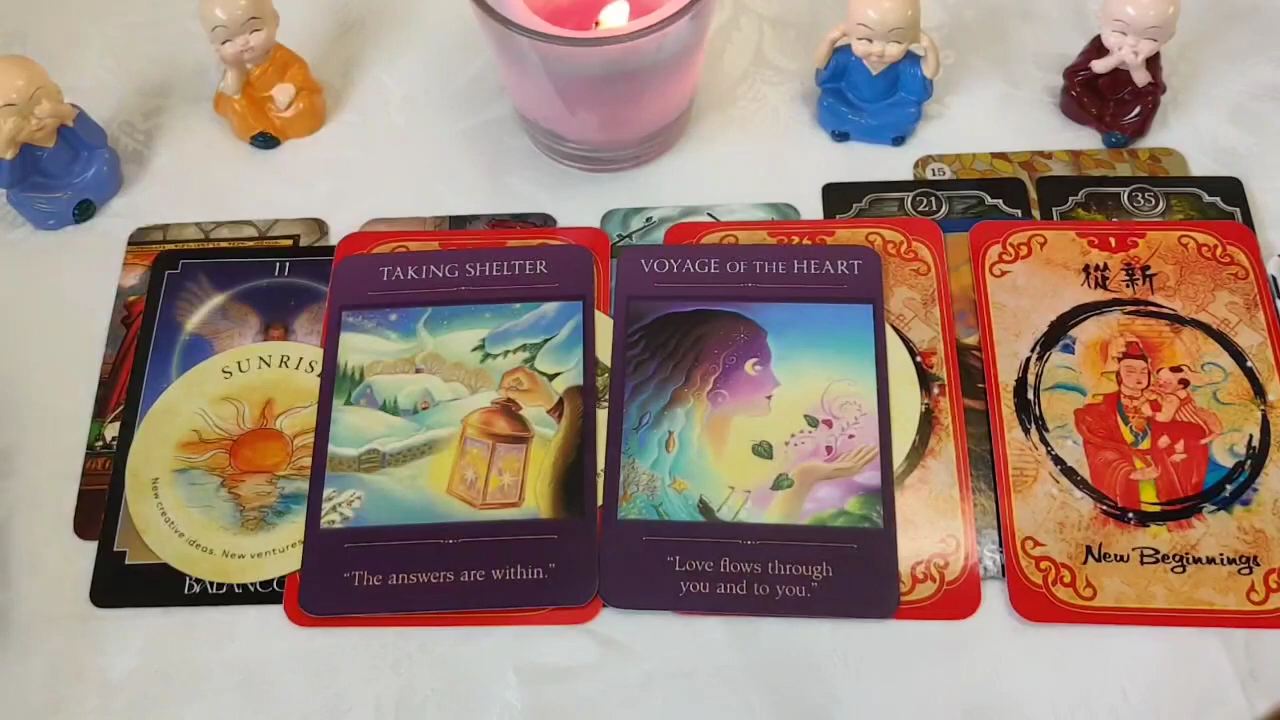 15
21
35
11
SUNRIS
New creative ideas. New ventures
BALANC
TAKING SHELTER
“The answers are within.”
VOYAGE OF THE HEART
“Love flows through
you and to you.”
1
從新
New Beginnings